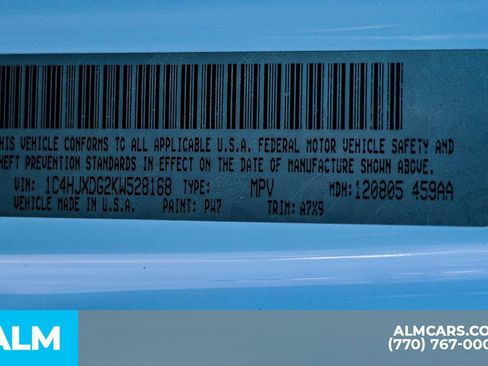 THIS VEHICLE CONFORMS TO ALL APPLICABLE U.S.A. FEDERAL MOTOR VEHICLE SAFETY AND
THEFT PREVENTION STANDARDS IN EFFECT ON THE DATE OF MANUFACTURE SHOWN ABOVE.
VIN: 1C4HJXDG2KW528168 TYPE: MPV MDH: 120805 459AA
VEHICLE MADE IN U.S.A. PAINT: PW7 TRIM: A7X9
ALM
ALMCARS.CO
(770) 767-000